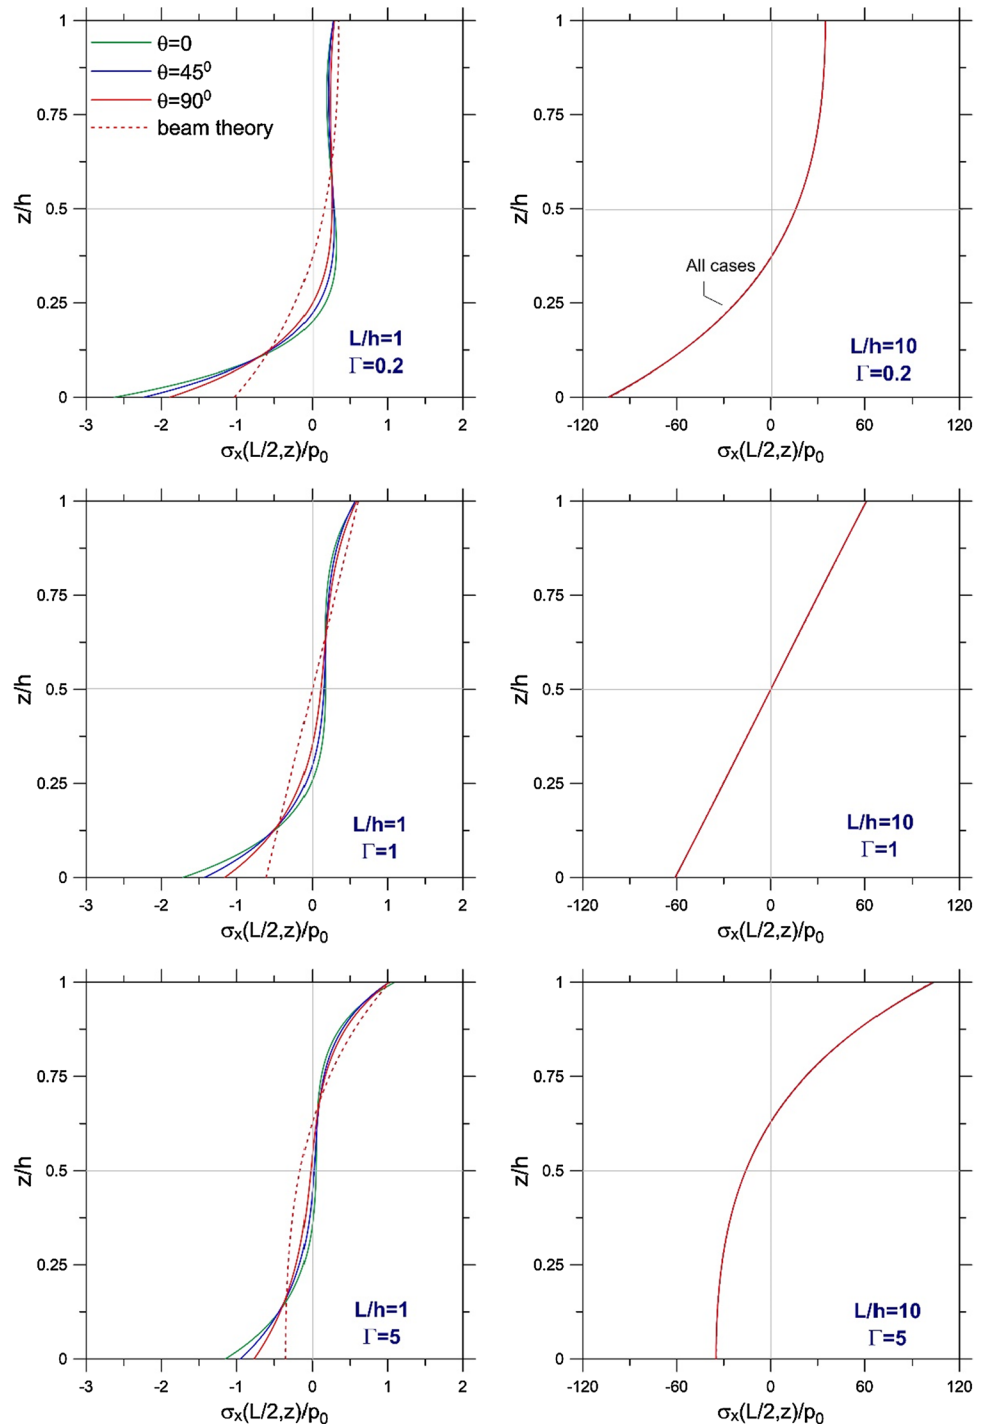 1
θ=0
θ=45⁰
θ=90⁰
beam theory
0.75
z/h
0.5
0.25
L/h=1
Γ=0.2
0
-3 -2 -1 0 1 2
σx(L/2,z)/p0
1
0.75
z/h
0.5
All cases
0.25
L/h=10
Γ=0.2
0
-120 -60 0 60 120
σx(L/2,z)/p0
1
0.75
z/h
0.5
0.25
L/h=1
Γ=1
0
-3 -2 -1 0 1 2
σx(L/2,z)/p0
1
0.75
z/h
0.5
0.25
L/h=10
Γ=1
0
-120 -60 0 60 120
σx(L/2,z)/p0
1
0.75
z/h
0.5
0.25
L/h=1
Γ=5
0
-3 -2 -1 0 1 2
σx(L/2,z)/p0
1
0.75
z/h
0.5
0.25
L/h=10
Γ=5
0
-120 -60 0 60 120
σx(L/2,z)/p0